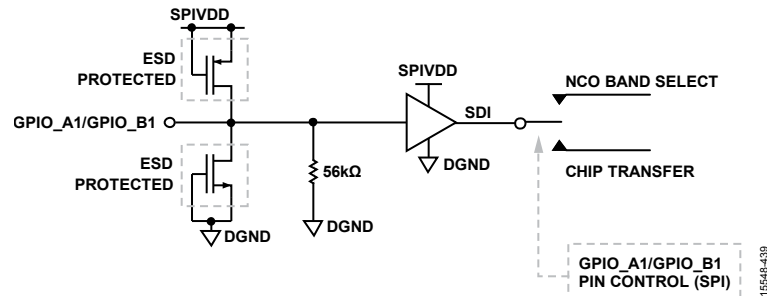 SPIVDD
ESD
PROTECTED
SPIVDD
NCO BAND SELECT
GPIO_A1/GPIO_B1
SDI
ESD
PROTECTED
56kΩ
DGND
CHIP TRANSFER
DGND
DGND
GPIO_A1/GPIO_B1
PIN CONTROL (SPI)
15548-439